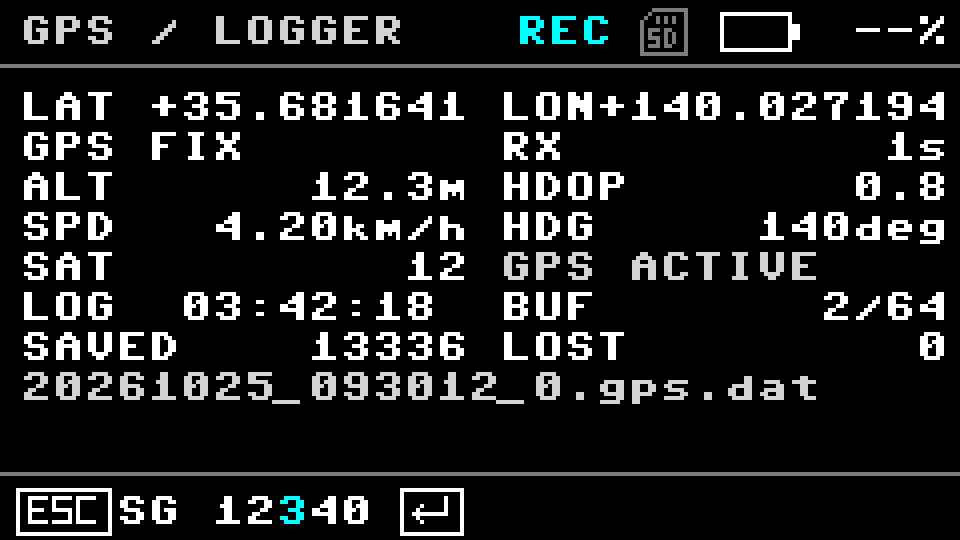 GPS / LOGGER REC SD --%
LAT +35.681641 LON+140.027194
GPS FIX RX 1s
ALT 12.3m HDOP 0.8
SPD 4.20km/h HDG 140deg
SAT 12 GPS ACTIVE
LOG 03:42:18 BUF 2/64
SAVED 13336 LOST 0
20261025_093012_0.gps.dat
ESC SG 12340